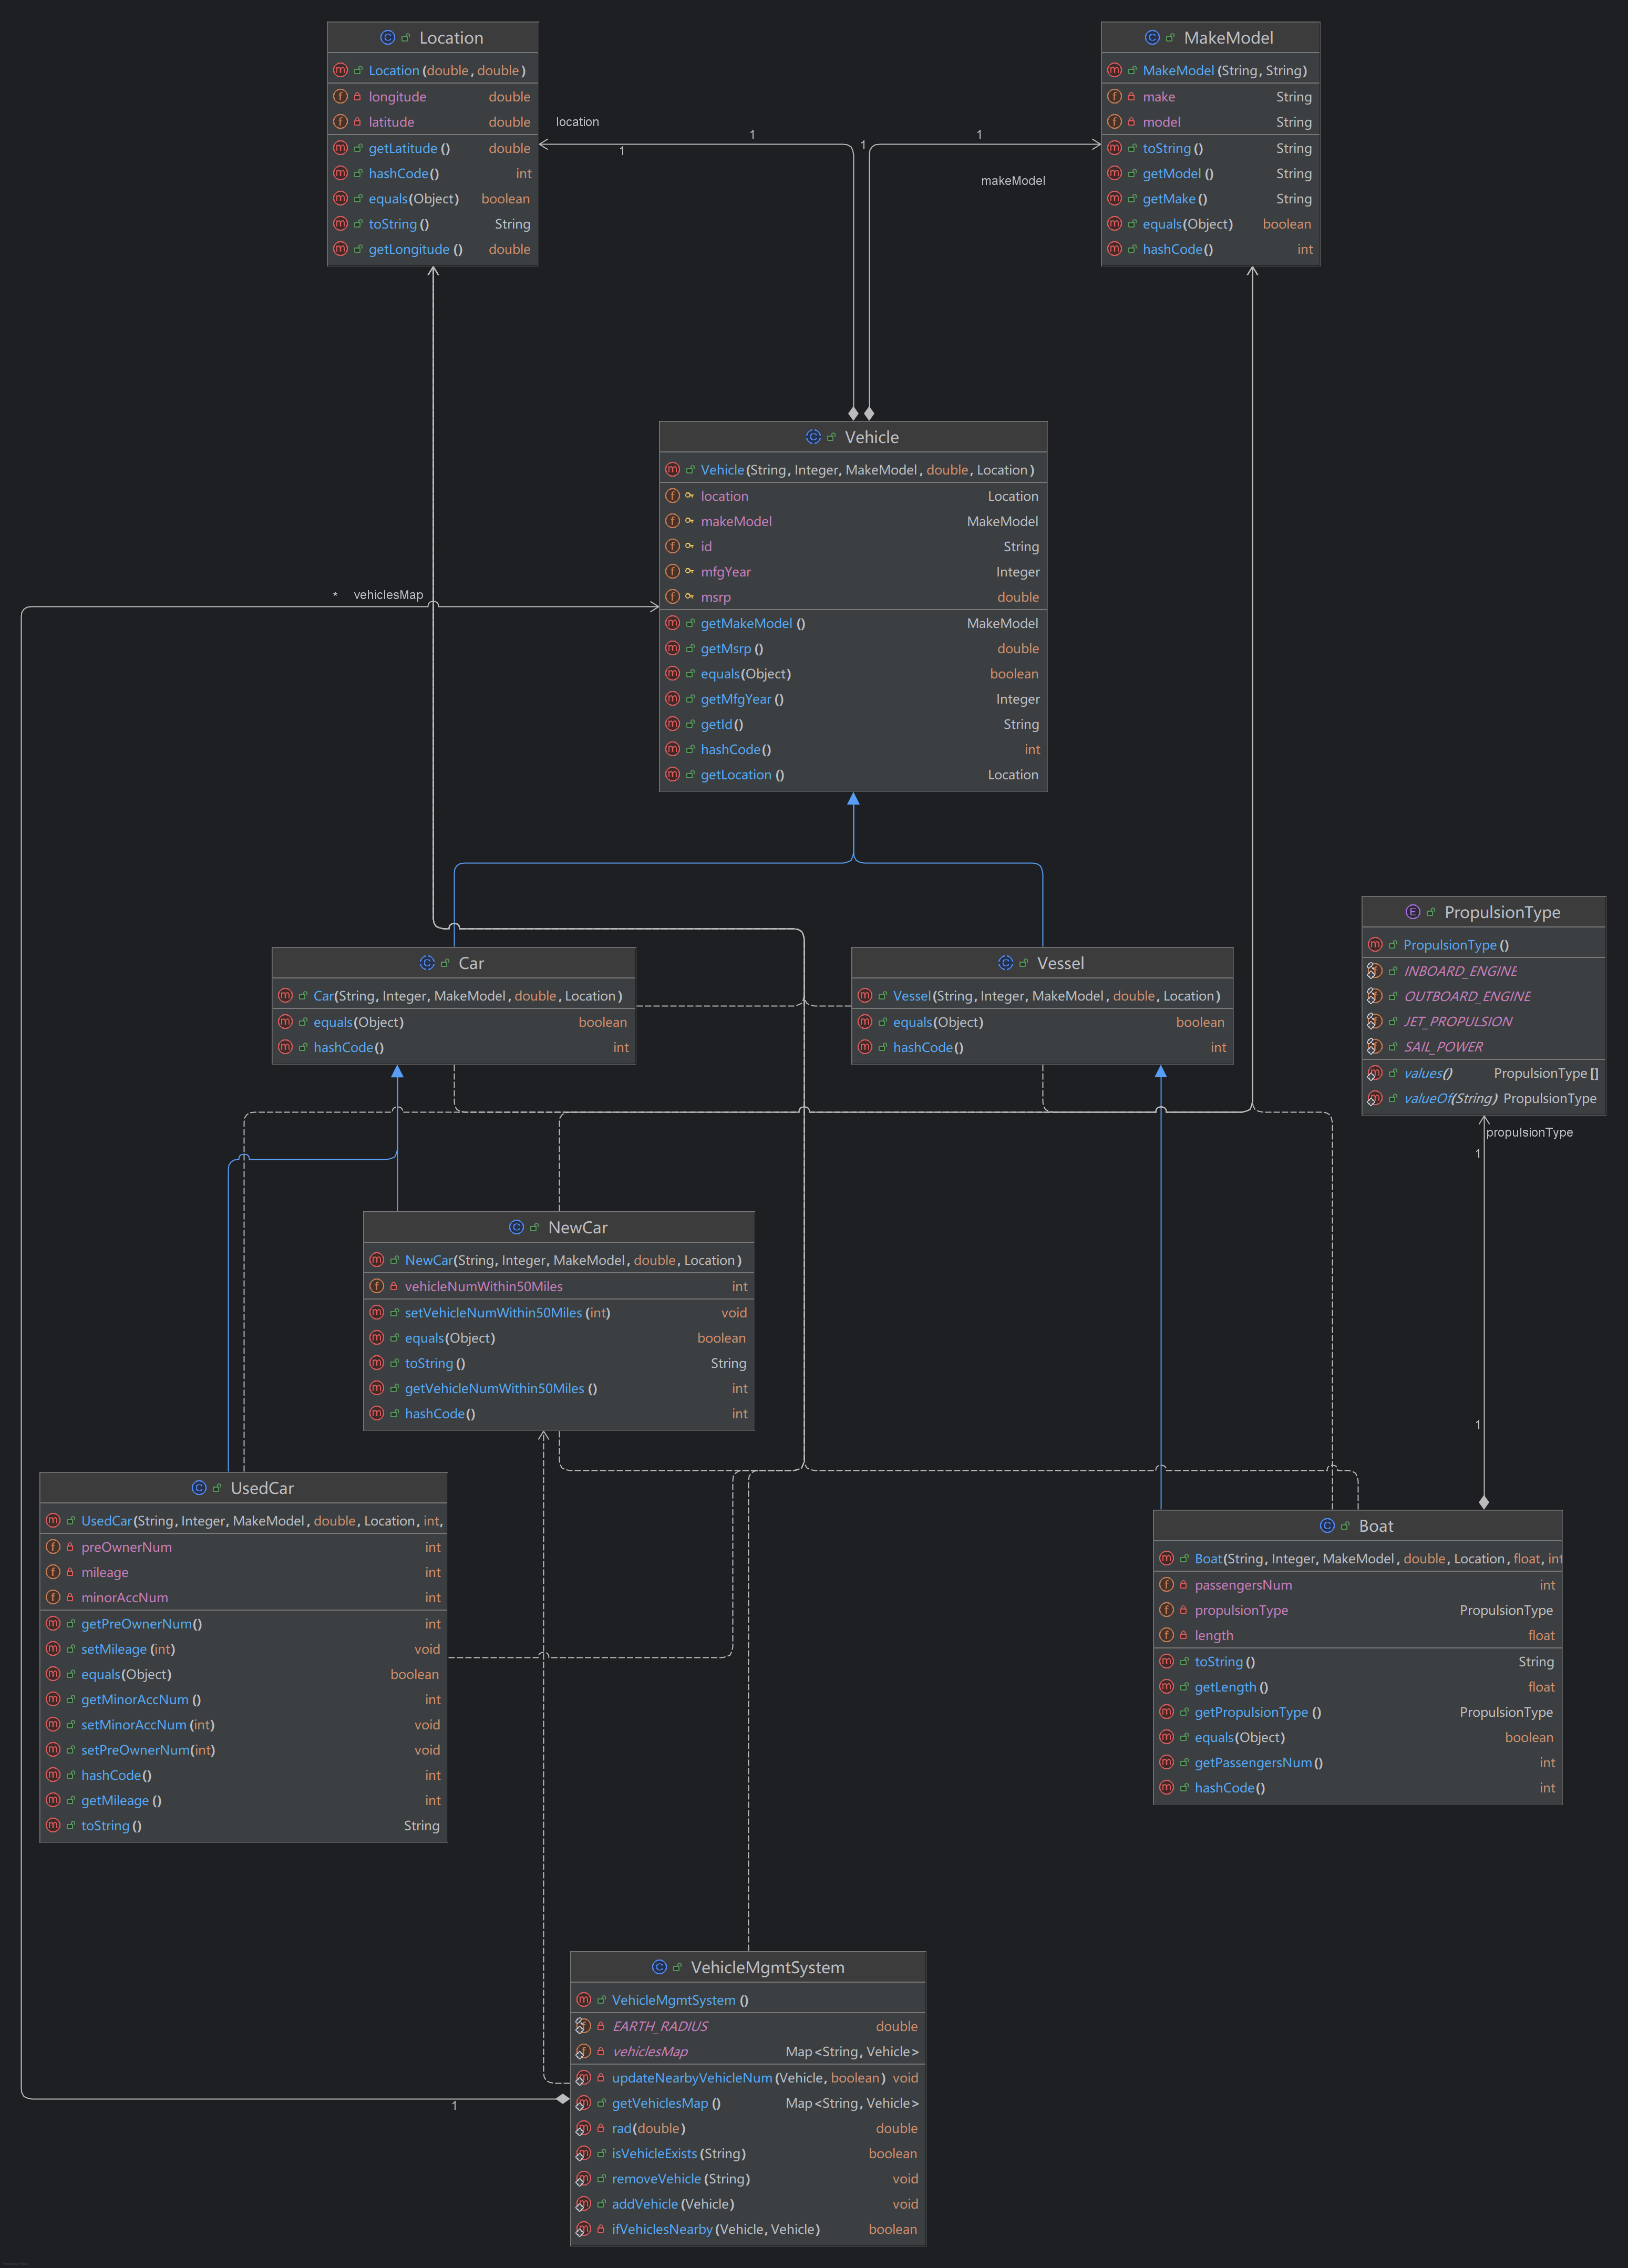 Location
Location(double, double)
longitude double
latitude double
getLatitude() double
hashCode() int
equals(Object) boolean
toString() String
getLongitude() double
MakeModel
MakeModel(String, String)
make String
model String
toString() String
getModel() String
getMake() String
equals(Object) boolean
hashCode() int
location
1
1
1
1
makeModel
Vehicle
Vehicle(String, Integer, MakeModel, double, Location)
location Location
makeModel MakeModel
id String
mfgYear Integer
msrp double
getMakeModel() MakeModel
getMsrp() double
equals(Object) boolean
getMfgYear() Integer
getId() String
hashCode() int
getLocation() Location
* vehiclesMap
Car
Car(String, Integer, MakeModel, double, Location)
equals(Object) boolean
hashCode() int
Vessel
Vessel(String, Integer, MakeModel, double, Location)
equals(Object) boolean
hashCode() int
PropulsionType
PropulsionType()
INBOARD_ENGINE
OUTBOARD_ENGINE
JET_PROPULSION
SAIL_POWER
values() PropulsionType[]
valueOf(String) PropulsionType
propulsionType
1
1
NewCar
NewCar(String, Integer, MakeModel, double, Location)
vehicleNumWithin50Miles int
setVehicleNumWithin50Miles(int) void
equals(Object) boolean
toString() String
getVehicleNumWithin50Miles() int
hashCode() int
UsedCar
UsedCar(String, Integer, MakeModel, double, Location, int,
preOwnerNum int
mileage int
minorAccNum int
getPreOwnerNum() int
setMileage(int) void
equals(Object) boolean
getMinorAccNum() int
setMinorAccNum(int) void
setPreOwnerNum(int) void
hashCode() int
getMileage() int
toString() String
Boat
Boat(String, Integer, MakeModel, double, Location, float, int
passengersNum int
propulsionType PropulsionType
length float
toString() String
getLength() float
getPropulsionType() PropulsionType
equals(Object) boolean
getPassengersNum() int
hashCode() int
VehicleMgmtSystem
VehicleMgmtSystem()
EARTH_RADIUS double
vehiclesMap Map<String, Vehicle>
updateNearbyVehicleNum(Vehicle, boolean) void
getVehiclesMap() Map<String, Vehicle>
rad(double) double
isVehicleExists(String) boolean
removeVehicle(String) void
addVehicle(Vehicle) void
ifVehiclesNearby(Vehicle, Vehicle) boolean
1